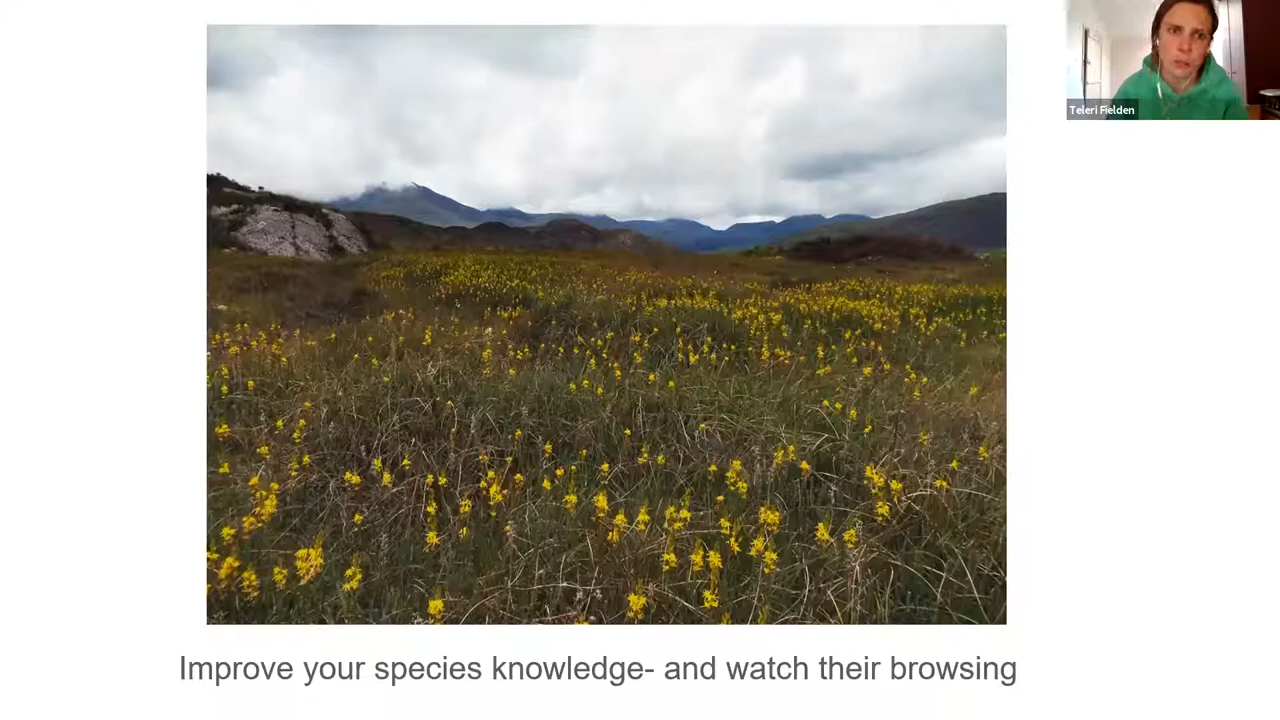 Teleri Fielden
Improve your species knowledge- and watch their browsing